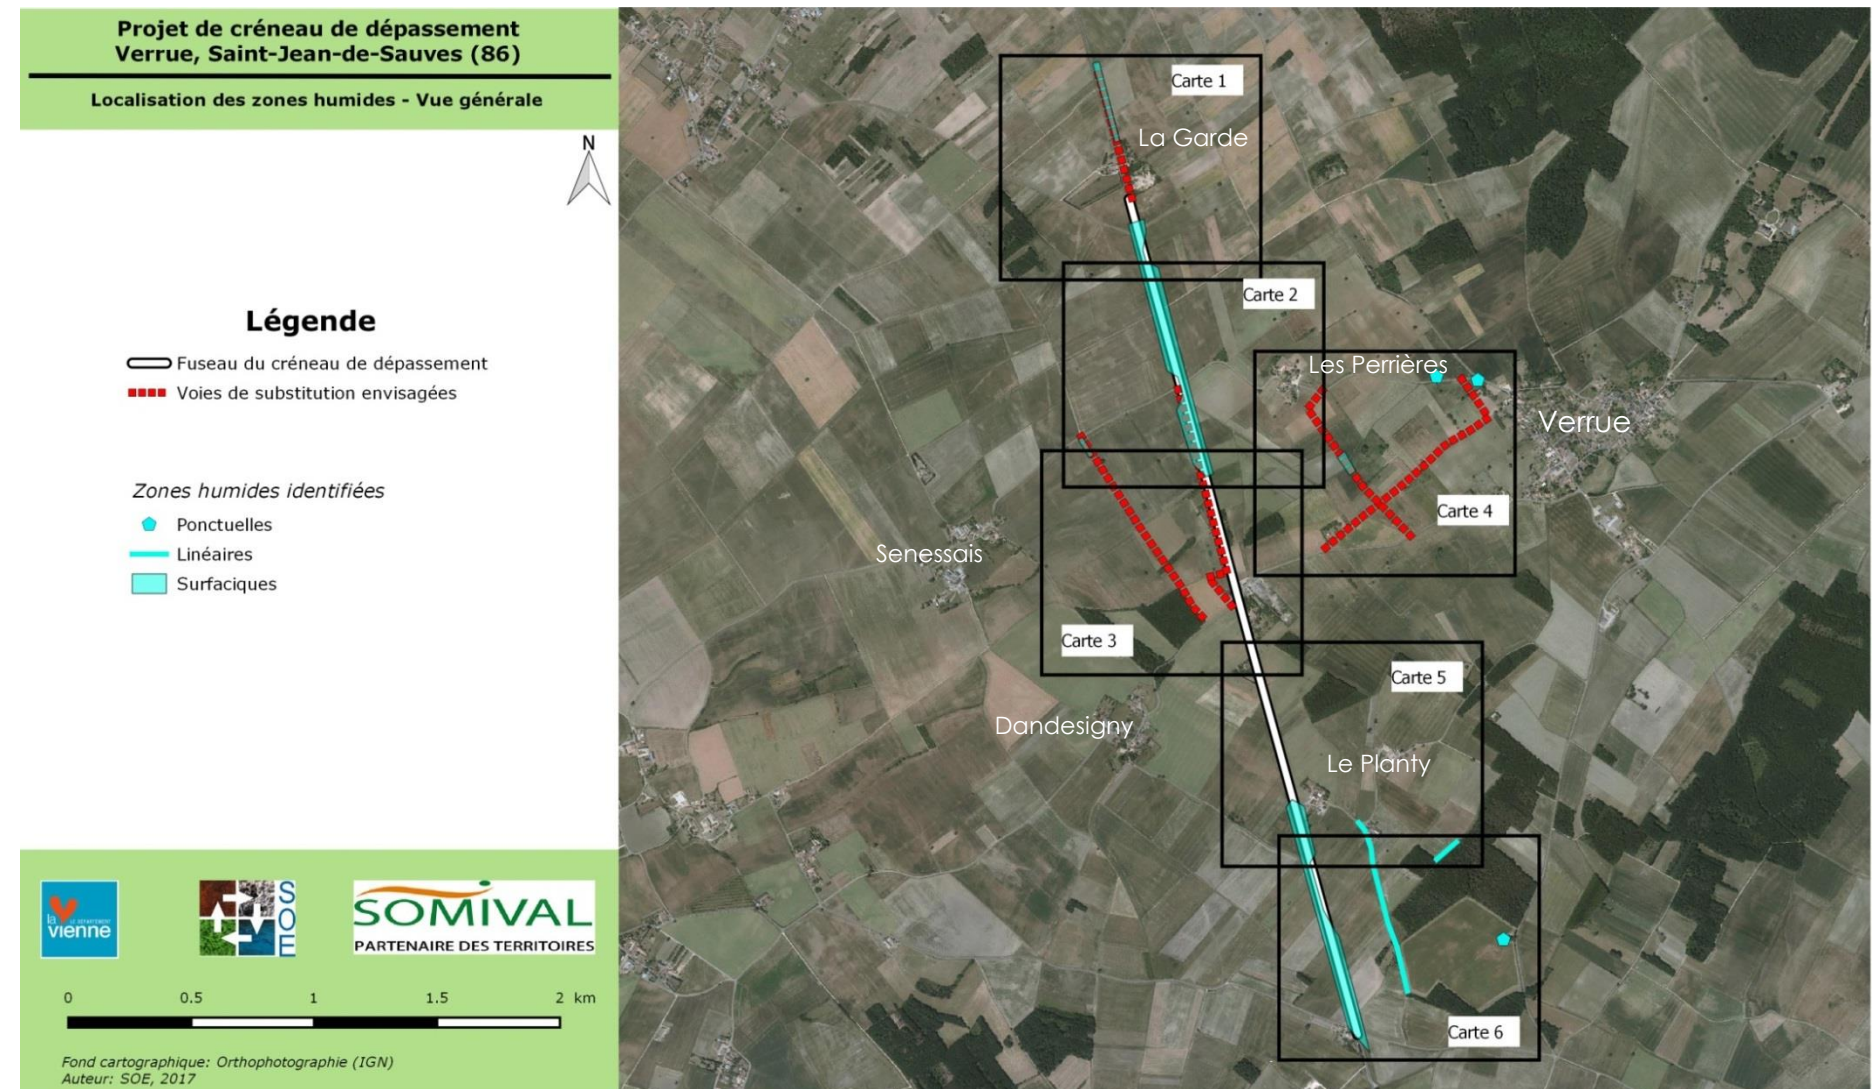 Projet de créneau de dépassement
Verrue, Saint-Jean-de-Sauves (86)
Localisation des zones humides - Vue générale
N
Légende
Fuseau du créneau de dépassement
Voies de substitution envisagées
Zones humides identifiées
Ponctuelles
Linéaires
Surfaciques
la vienne
LE DÉPARTEMENT
SOE
SOMIVAL
PARTENAIRE DES TERRITOIRES
0 0.5 1 1.5 2 km
Fond cartographique: Orthophotographie (IGN)
Auteur: SOE, 2017
Carte 1
La Garde
Carte 2
Les Perrières
Verrue
Carte 4
Senessais
Carte 3
Carte 5
Dandesigny
Le Planty
Carte 6